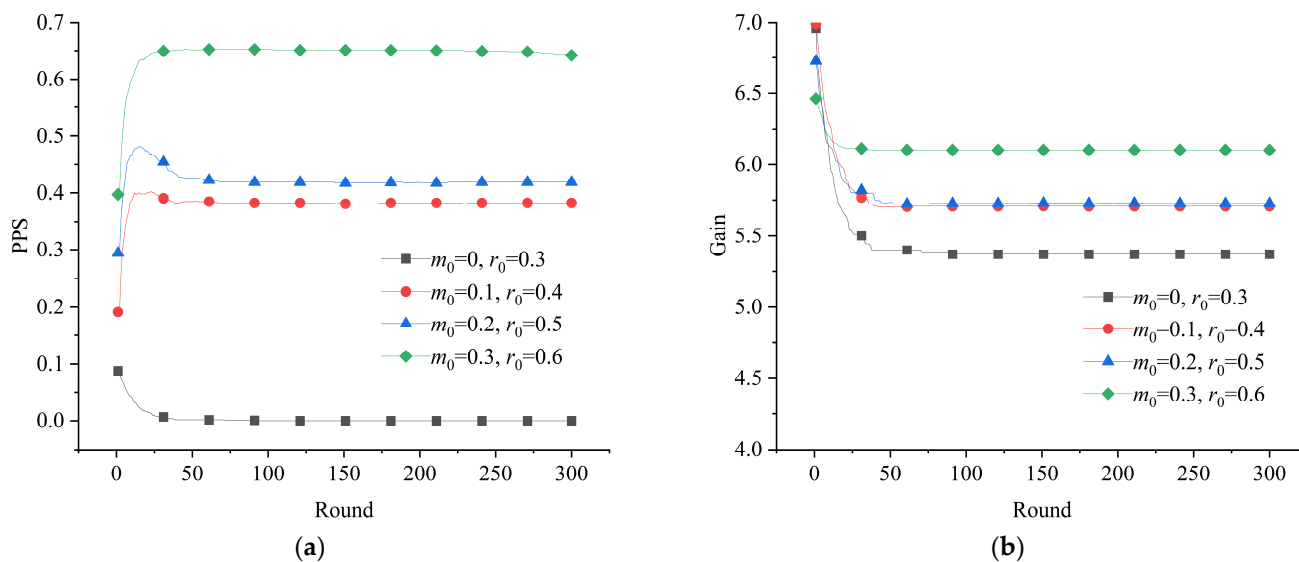 0.7
0.6
0.5
0.4
0.3
0.2
0.1
0.0
PPS
m0=0, r0=0.3
m0=0.1, r0=0.4
m0=0.2, r0=0.5
m0=0.3, r0=0.6
0 50 100 150 200 250 300
Round
(a)
7.0
6.5
6.0
5.5
5.0
4.5
4.0
Gain
m0=0, r0=0.3
m0−0.1, r0−0.4
m0=0.2, r0=0.5
m0=0.3, r0=0.6
0 50 100 150 200 250 300
Round
(b)